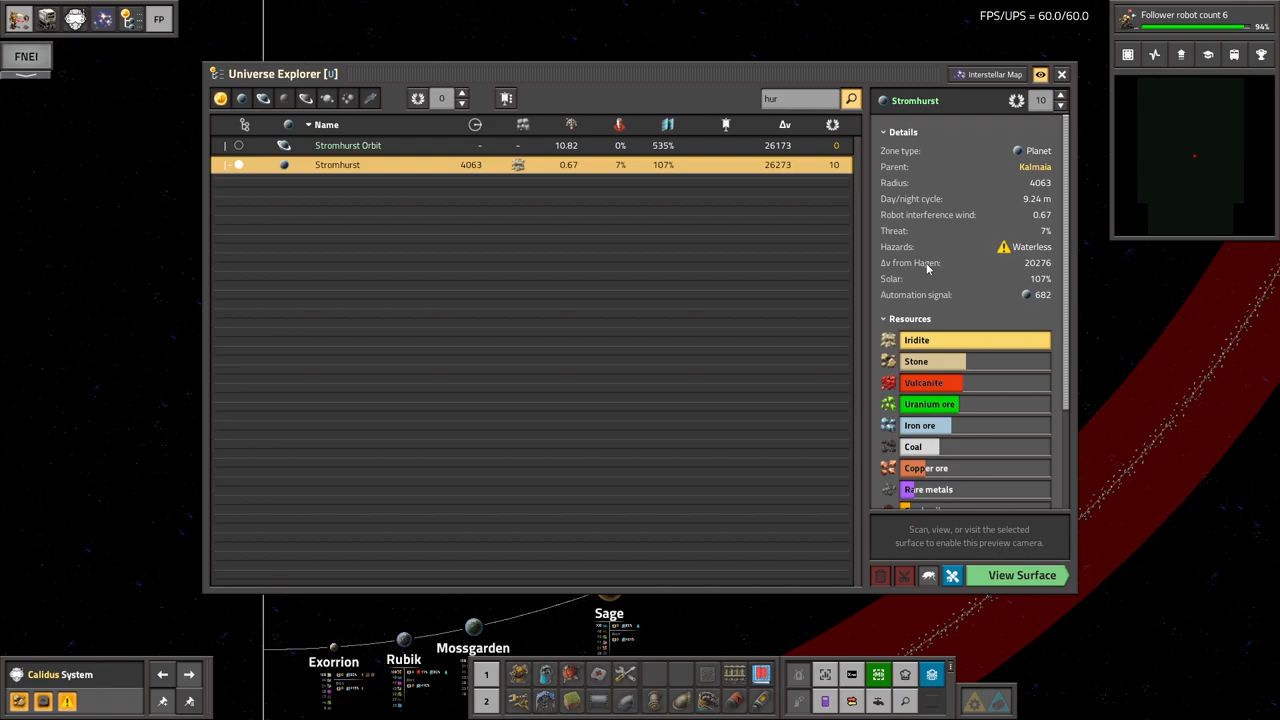 FP
FPS/UPS = 60.0/60.0
Follower robot count 6
94%
FNEI
Universe Explorer [U]
Interstellar Map
0
hur
Stromhurst
10
Name
Δv
Stromhurst Orbit - - 10.82 0% 535% 26173 0
Stromhurst 4063 0.67 7% 107% 26273 10
Details
Zone type: Planet
Parent: Kalmaia
Radius: 4063
Day/night cycle: 9.24 m
Robot interference wind: 0.67
Threat: 7%
Hazards: Waterless
Δv from Hagen: 20276
Solar: 107%
Automation signal: 682
Resources
Iridite
Stone
Vulcanite
Uranium ore
Iron ore
Coal
Copper ore
Rare metals
Scan, view, or visit the selected
surface to enable this preview camera.
View Surface
Sage
Mossgarden
Rubik
Exorrion
Calidus System
1
2